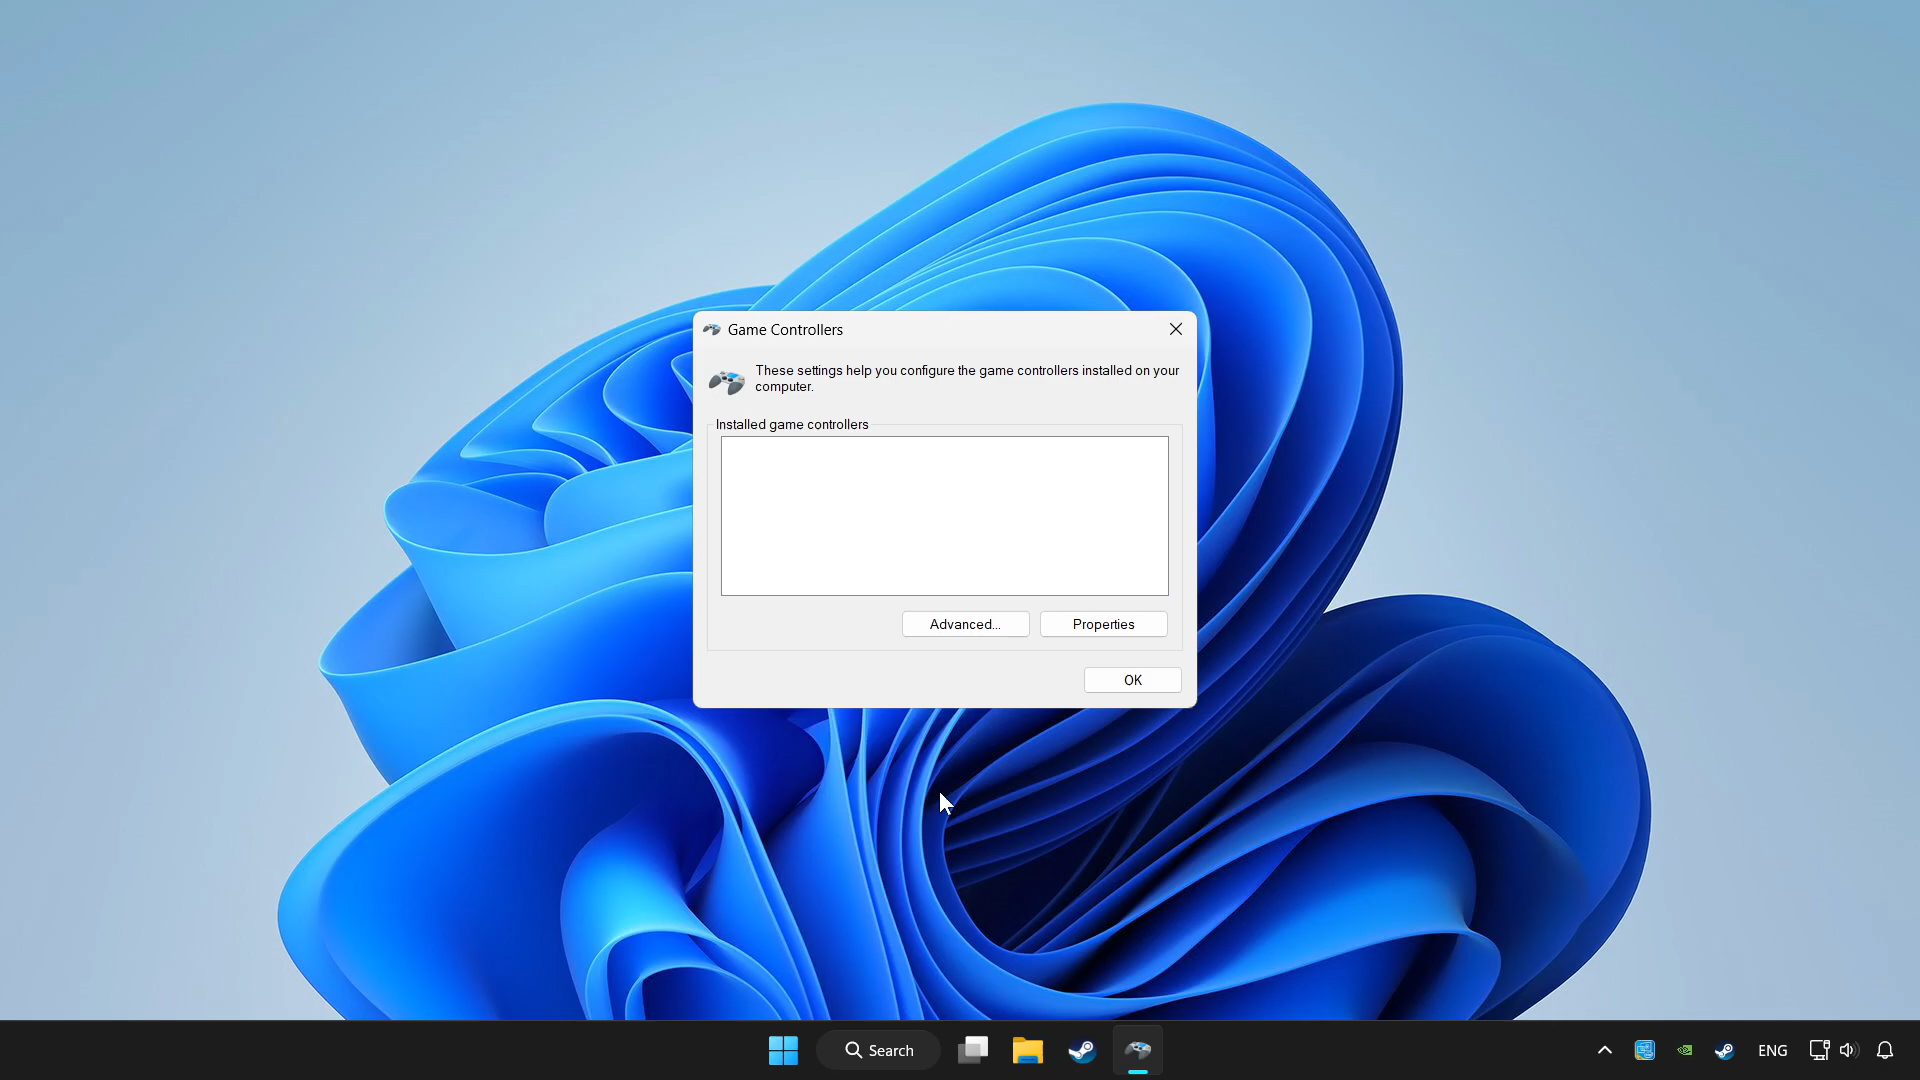 Game Controllers
These settings help you configure the game controllers installed on your
computer.
Installed game controllers
Advanced...
Properties
OK
Search
ENG